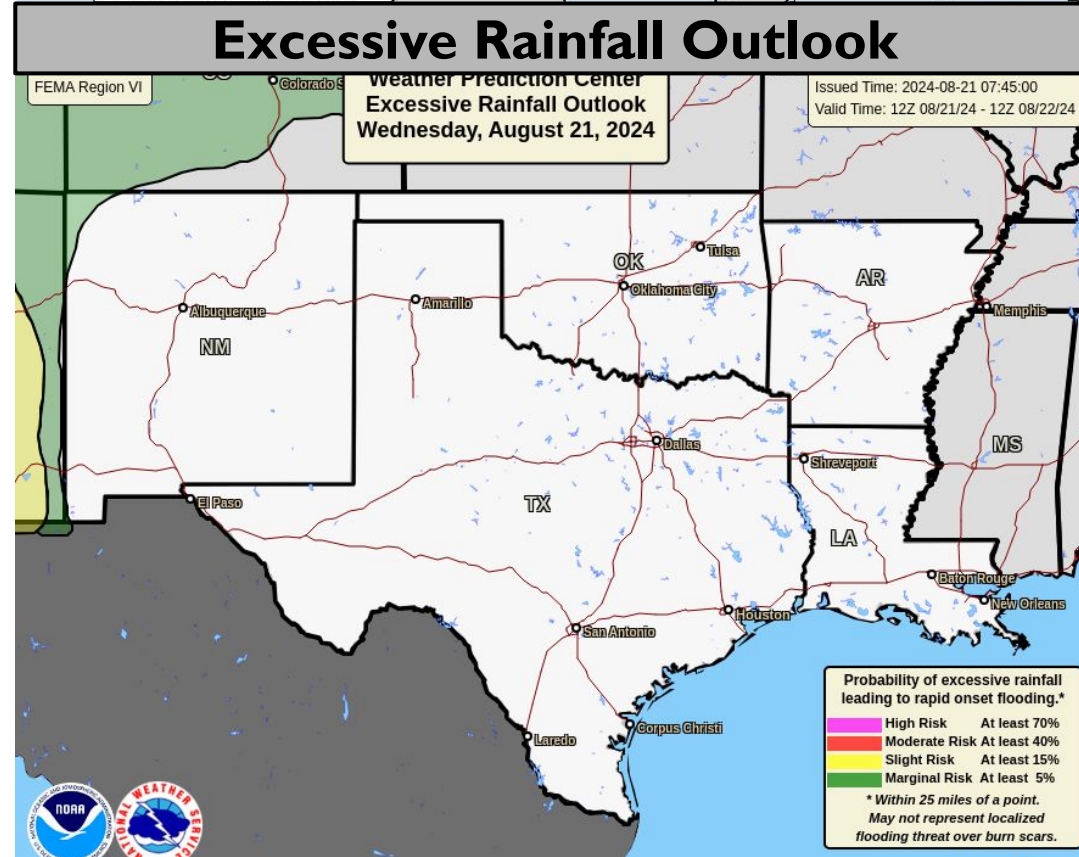 Excessive Rainfall Outlook
FEMA Region VI
Weather Prediction Center
Excessive Rainfall Outlook
Wednesday, August 21, 2024
Issued Time: 2024-08-21 07:45:00
Valid Time: 12Z 08/21/24 - 12Z 08/22/24
Colorado S
Tulsa
OK
Oklahoma City
AR
Albuquerque
Amarillo
Memphis
NM
Dallas
MS
Shreveport
El Paso
TX
LA
Baton Rouge
New Orleans
Houston
San Antonio
Corpus Christi
Laredo
Probability of excessive rainfall
leading to rapid onset flooding.*
High Risk At least 70%
Moderate Risk At least 40%
Slight Risk At least 15%
Marginal Risk At least 5%
* Within 25 miles of a point.
May not represent localized
flooding threat over burn scars.
NOAA
NATIONAL WEATHER SERVICE